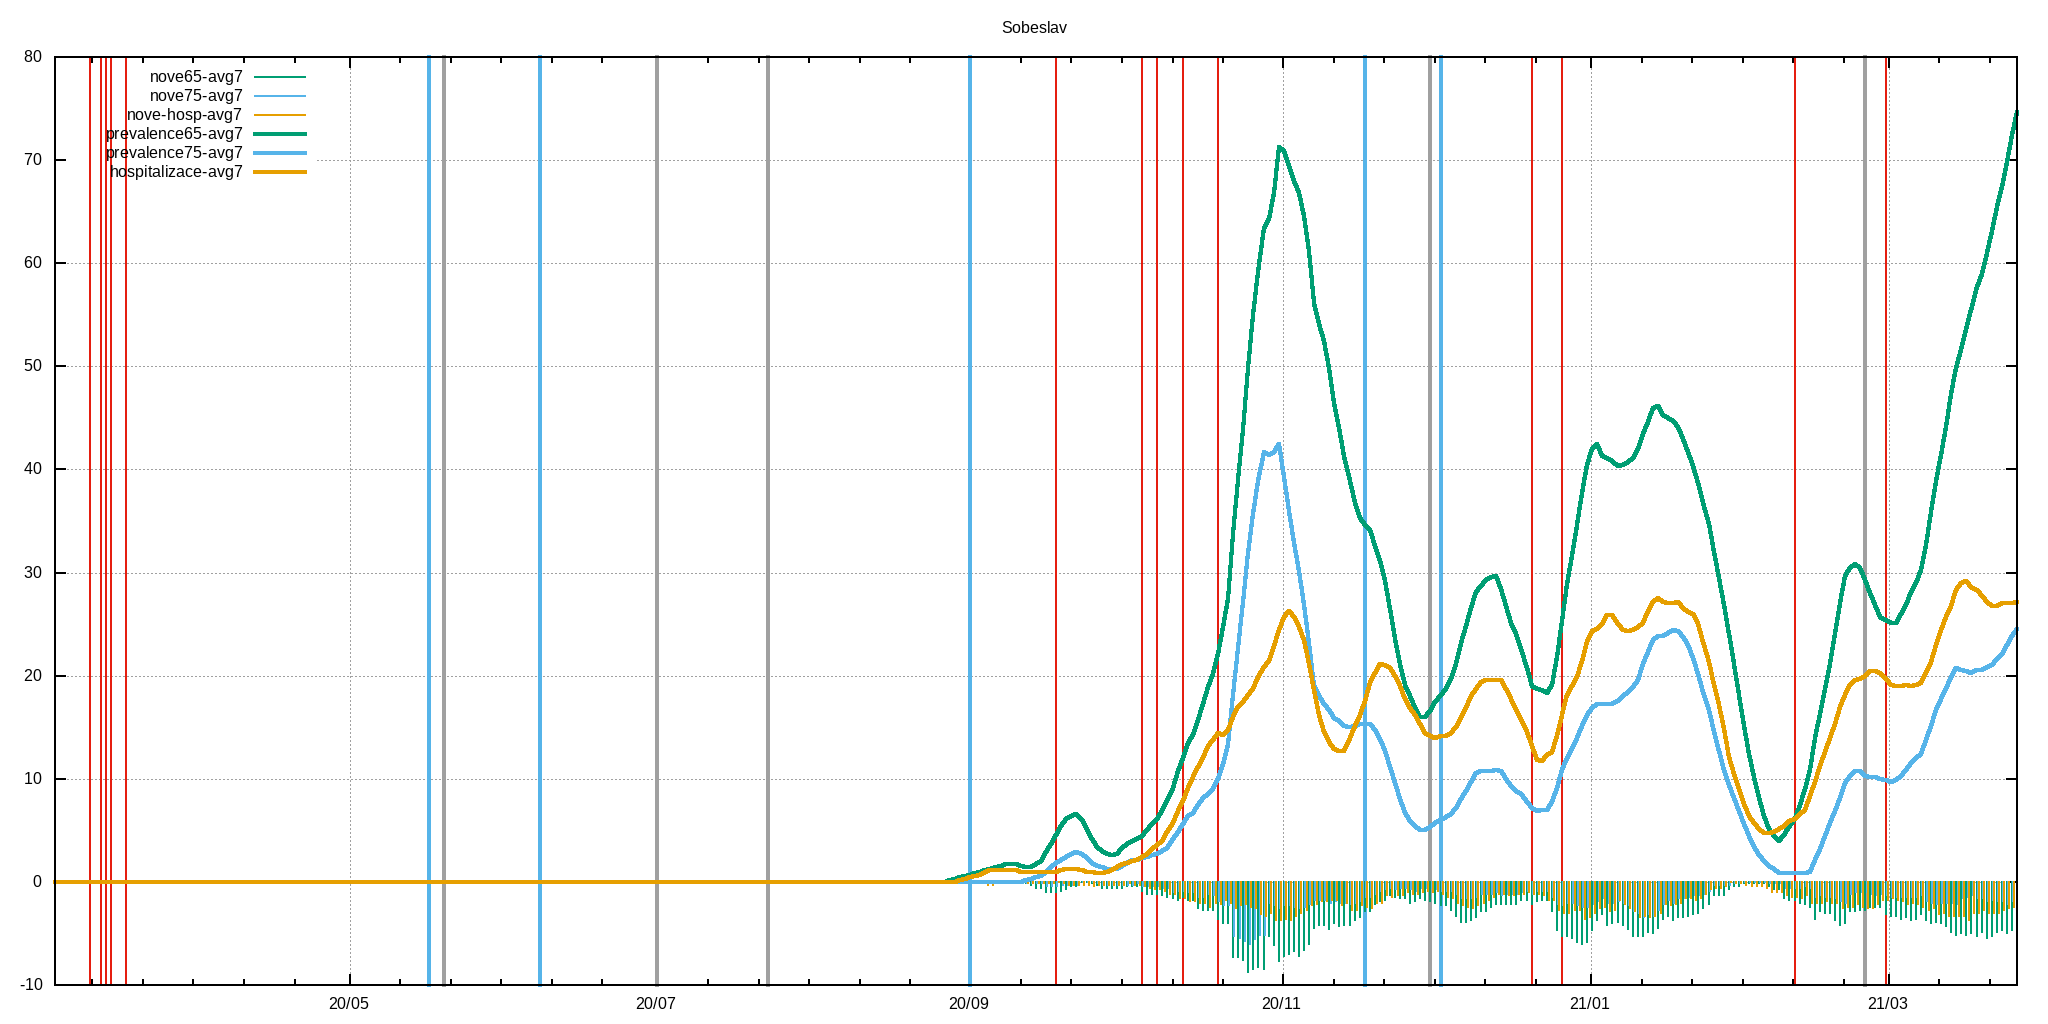 Sobeslav
80
70
60
50
40
30
20
10
0
-10
nove65-avg7
nove75-avg7
nove-hosp-avg7
prevalence65-avg7
prevalence75-avg7
hospitalizace-avg7
20/05 20/07 20/09 20/11 21/01 21/03